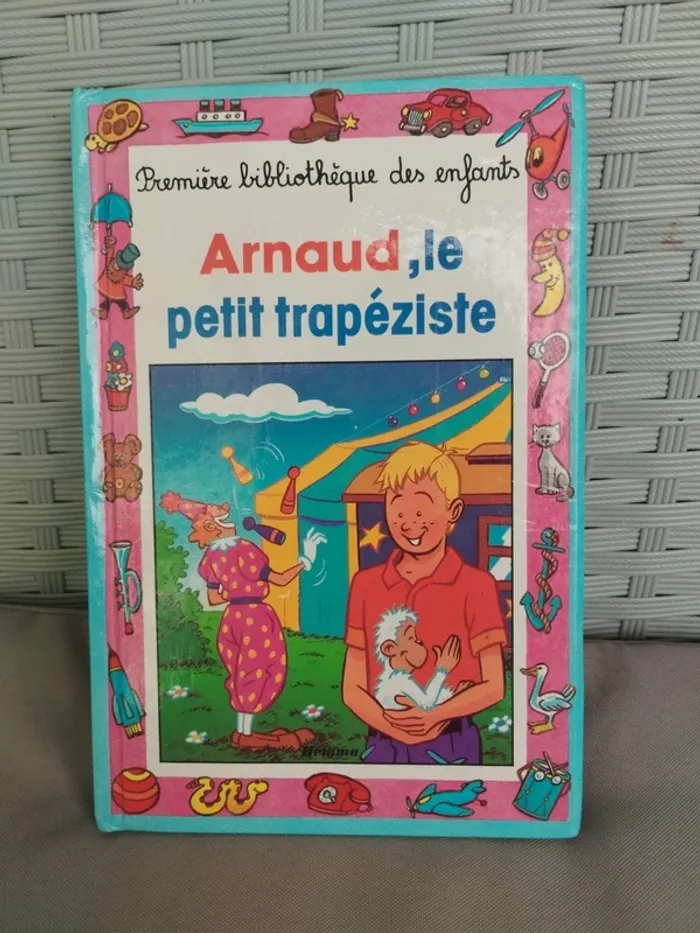 Première bibliothèque des enfants
Arnaud,le
petit trapéziste
Hemma